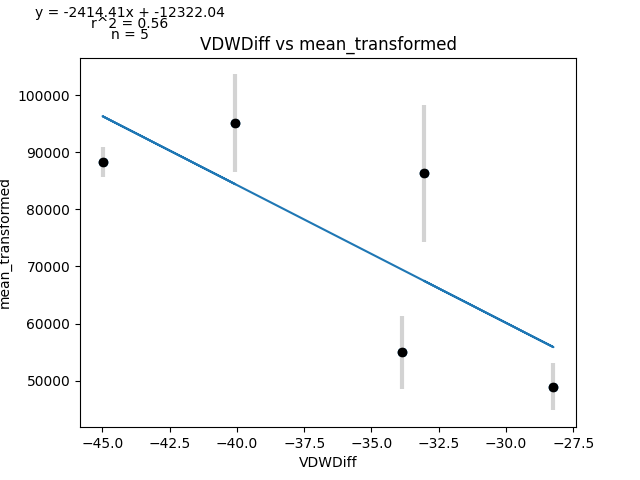 y = -2414.41x + -12322.04
r^2 = 0.56
n = 5
VDWDiff vs mean_transformed
mean_transformed
100000
90000
80000
70000
60000
50000
−45.0 −42.5 −40.0 −37.5 −35.0 −32.5 −30.0 −27.5
VDWDiff